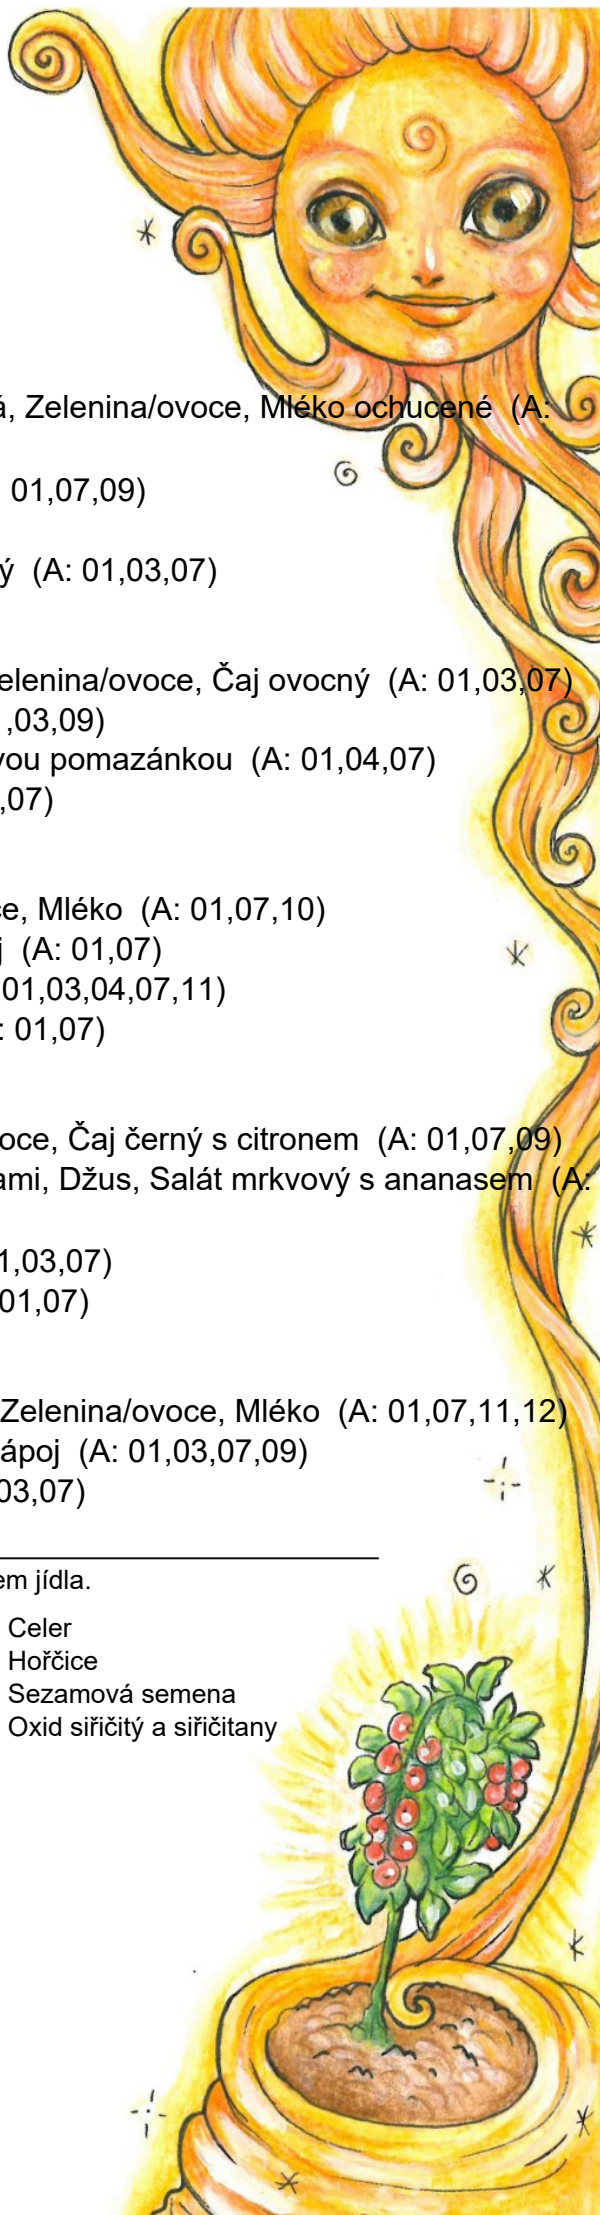 á, Zelenina/ovoce, Mléko ochucené (A:
01,07,09)
ý (A: 01,03,07)
elenina/ovoce, Čaj ovocný (A: 01,03,07)
,03,09)
vou pomazánkou (A: 01,04,07)
,07)
ce, Mléko (A: 01,07,10)
j (A: 01,07)
01,03,04,07,11)
: 01,07)
oce, Čaj černý s citronem (A: 01,07,09)
ami, Džus, Salát mrkvový s ananasem (A:
1,03,07)
01,07)
Zelenina/ovoce, Mléko (A: 01,07,11,12)
ápoj (A: 01,03,07,09)
03,07)
em jídla.
Celer
Hořčice
Sezamová semena
Oxid siřičitý a siřičitany